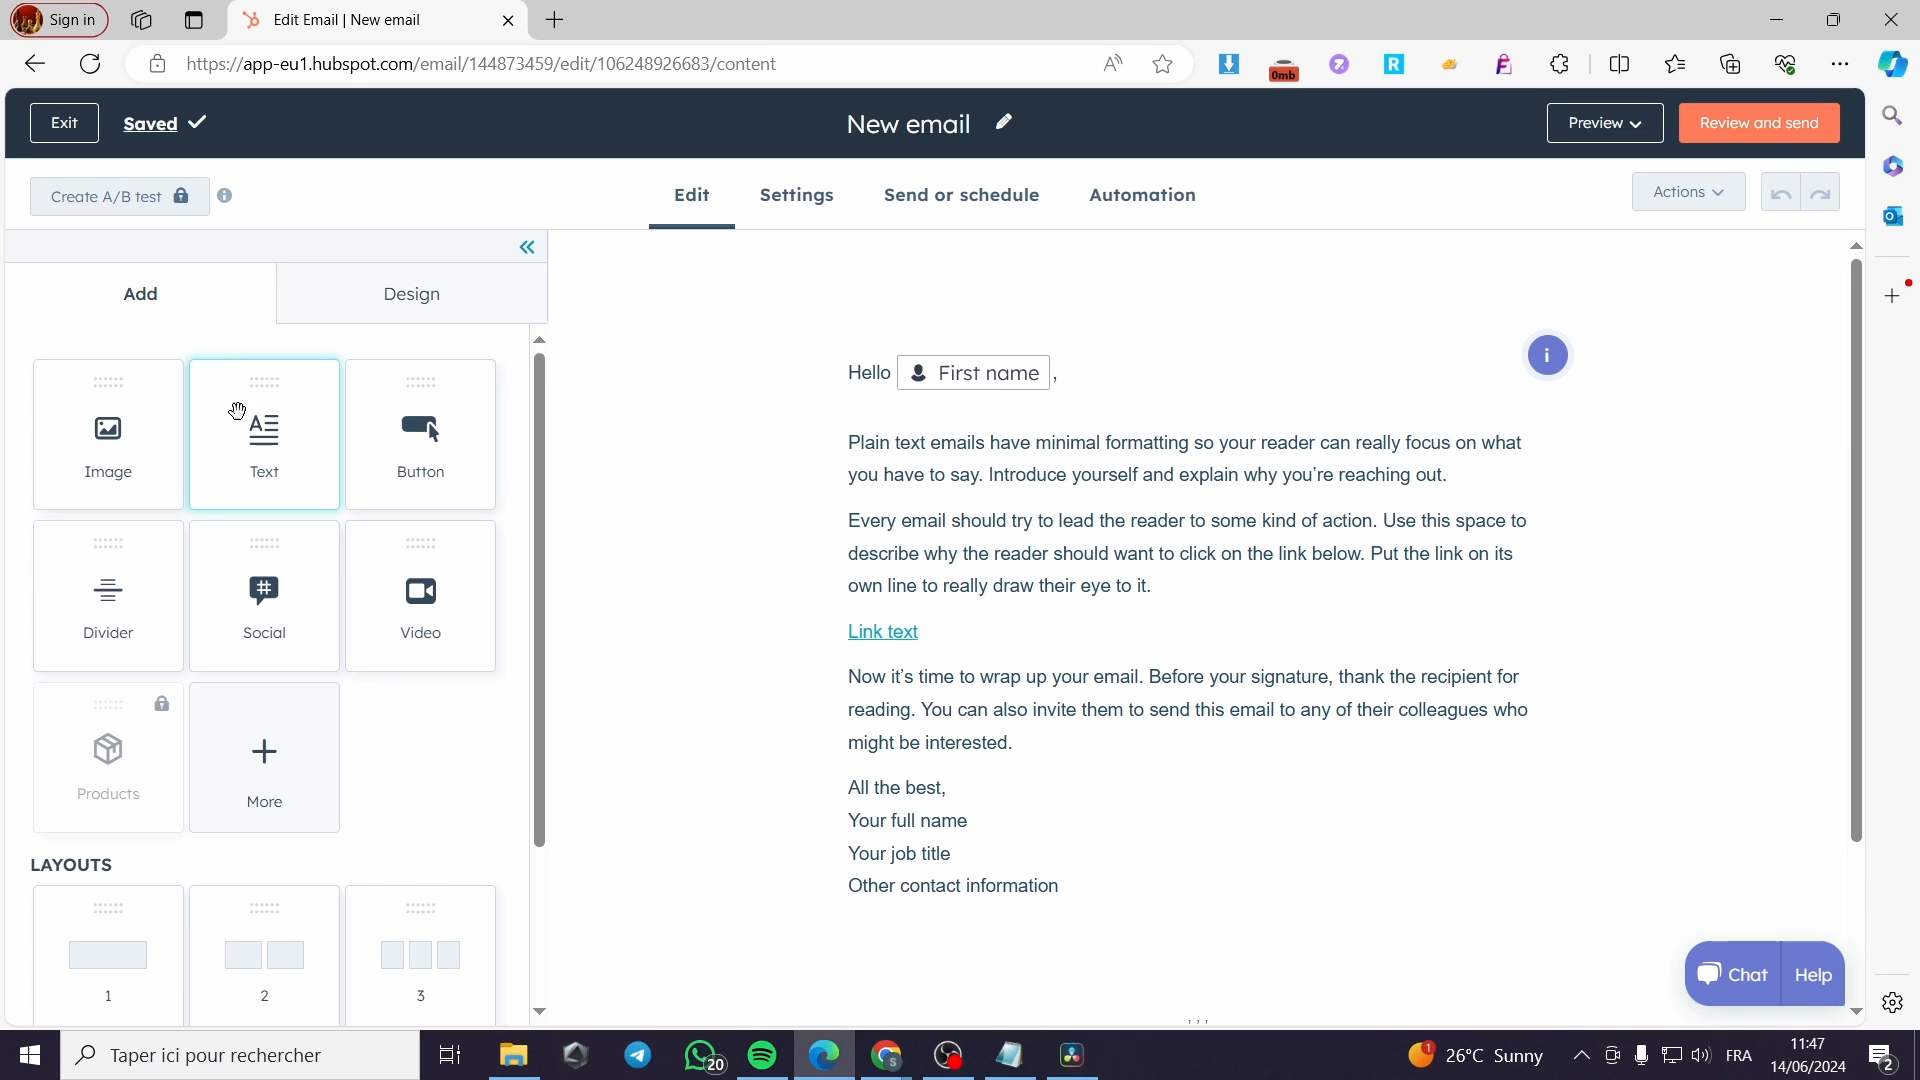 Sign in
Edit Email | New email
https://app-eu1.hubspot.com/email/144873459/edit/106248926683/content
0mb
Exit
Saved
New email
Preview
Review and send
Create A/B test
Edit
Settings
Send or schedule
Automation
Actions
Add
Design
Image
Text
Button
Divider
Social
Video
Products
More
LAYOUTS
1
2
3
Hello First name ,
Plain text emails have minimal formatting so your reader can really focus on what
you have to say. Introduce yourself and explain why you're reaching out.
Every email should try to lead the reader to some kind of action. Use this space to
describe why the reader should want to click on the link below. Put the link on its
own line to really draw their eye to it.
Link text
Now it's time to wrap up your email. Before your signature, thank the recipient for
reading. You can also invite them to send this email to any of their colleagues who
might be interested.
All the best,
Your full name
Your job title
Other contact information
Chat
Help
Taper ici pour rechercher
20
1
26°C Sunny
FRA
11:47
14/06/2024
2